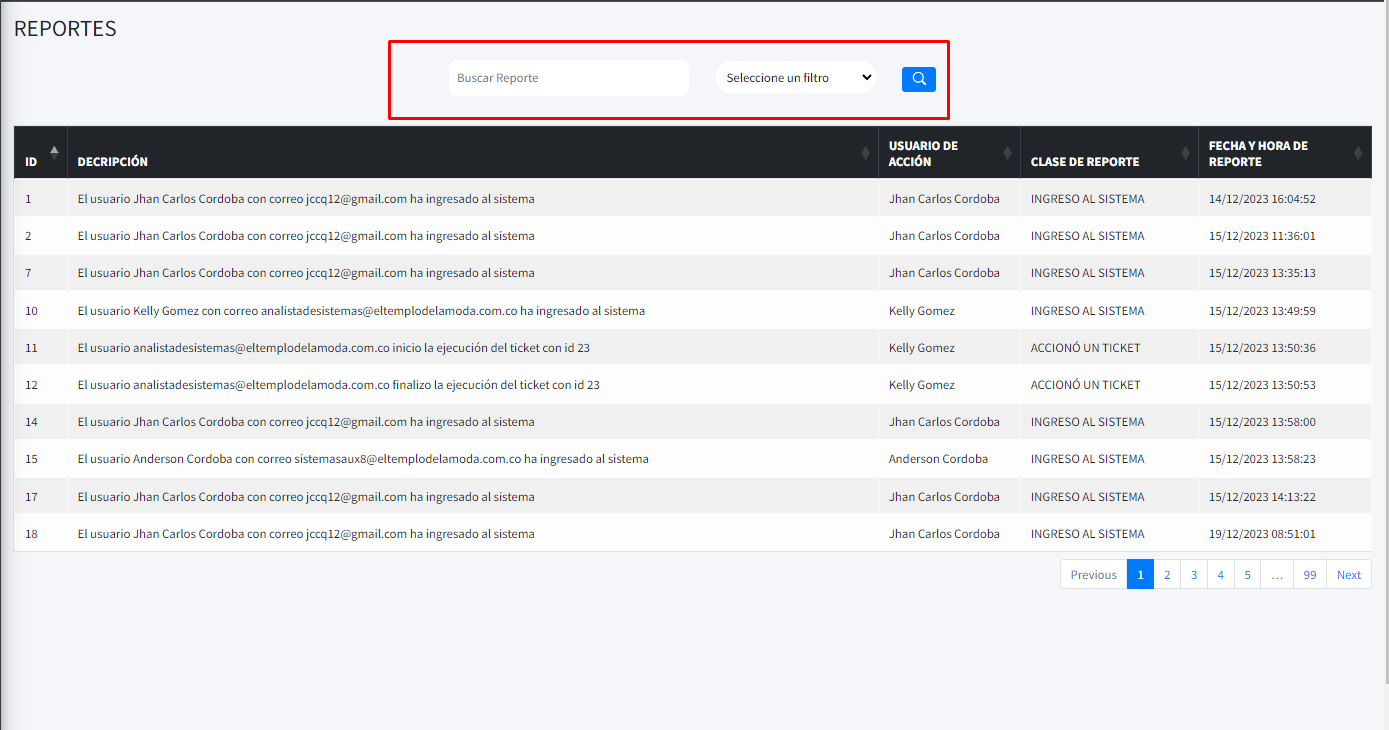 REPORTES
Buscar Reporte Seleccione un filtro
ID DECRIPCIÓN USUARIO DE ACCIÓN CLASE DE REPORTE FECHA Y HORA DE REPORTE
1 El usuario Jhan Carlos Cordoba con correo jccq12@gmail.com ha ingresado al sistema Jhan Carlos Cordoba INGRESO AL SISTEMA 14/12/2023 16:04:52
2 El usuario Jhan Carlos Cordoba con correo jccq12@gmail.com ha ingresado al sistema Jhan Carlos Cordoba INGRESO AL SISTEMA 15/12/2023 11:36:01
7 El usuario Jhan Carlos Cordoba con correo jccq12@gmail.com ha ingresado al sistema Jhan Carlos Cordoba INGRESO AL SISTEMA 15/12/2023 13:35:13
10 El usuario Kelly Gomez con correo analistadesistemas@eltemplodelamoda.com.co ha ingresado al sistema Kelly Gomez INGRESO AL SISTEMA 15/12/2023 13:49:59
11 El usuario analistadesistemas@eltemplodelamoda.com.co inicio la ejecución del ticket con id 23 Kelly Gomez ACCIONÓ UN TICKET 15/12/2023 13:50:36
12 El usuario analistadesistemas@eltemplodelamoda.com.co finalizo la ejecución del ticket con id 23 Kelly Gomez ACCIONÓ UN TICKET 15/12/2023 13:50:53
14 El usuario Jhan Carlos Cordoba con correo jccq12@gmail.com ha ingresado al sistema Jhan Carlos Cordoba INGRESO AL SISTEMA 15/12/2023 13:58:00
15 El usuario Anderson Cordoba con correo sistemasaux8@eltemplodelamoda.com.co ha ingresado al sistema Anderson Cordoba INGRESO AL SISTEMA 15/12/2023 13:58:23
17 El usuario Jhan Carlos Cordoba con correo jccq12@gmail.com ha ingresado al sistema Jhan Carlos Cordoba INGRESO AL SISTEMA 15/12/2023 14:13:22
18 El usuario Jhan Carlos Cordoba con correo jccq12@gmail.com ha ingresado al sistema Jhan Carlos Cordoba INGRESO AL SISTEMA 19/12/2023 08:51:01
Previous 1 2 3 4 5 ... 99 Next